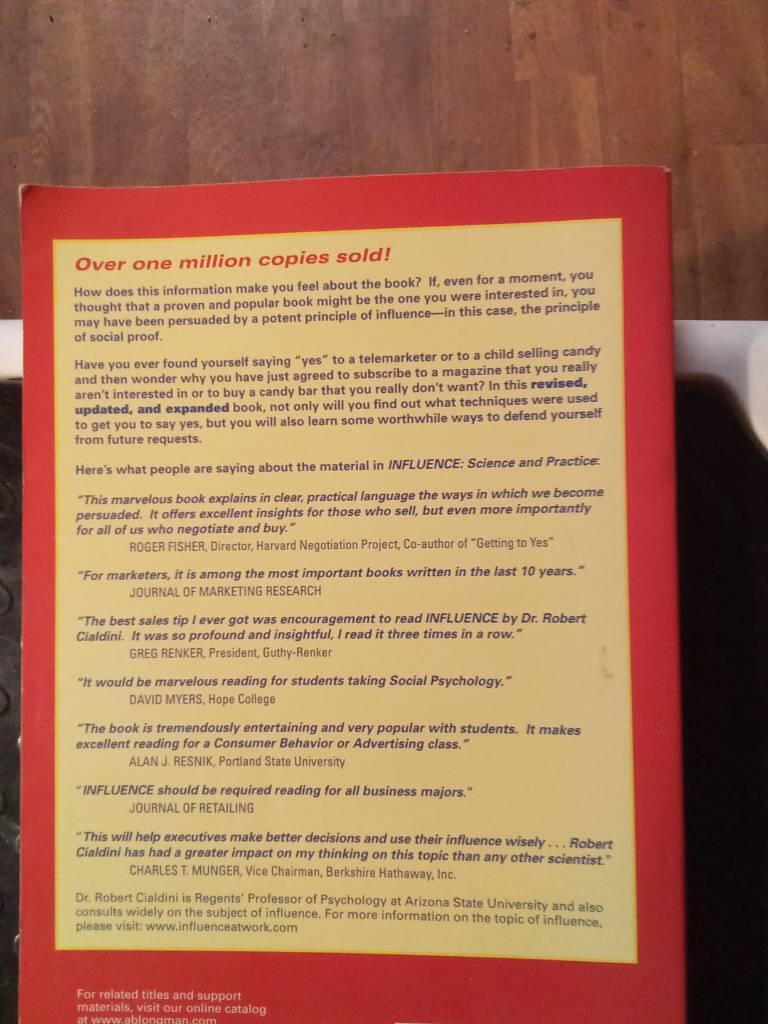 Over one million copies sold!
How does this information make you feel about the book? If, even for a moment, you
thought that a proven and popular book might be the one you were interested in, you
may have been persuaded by a potent principle of influence—in this case, the principle
of social proof.
Have you ever found yourself saying "yes" to a telemarketer or to a child selling candy
and then wonder why you have just agreed to subscribe to a magazine that you really
aren't interested in or to buy a candy bar that you really don't want? In this revised,
updated, and expanded book, not only will you find out what techniques were used
to get you to say yes, but you will also learn some worthwhile ways to defend yourself
from future requests.
Here's what people are saying about the material in INFLUENCE: Science and Practice:
"This marvelous book explains in clear, practical language the ways in which we become
persuaded. It offers excellent insights for those who sell, but even more importantly
for all of us who negotiate and buy."
ROGER FISHER, Director, Harvard Negotiation Project, Co-author of "Getting to Yes"
"For marketers, it is among the most important books written in the last 10 years."
JOURNAL OF MARKETING RESEARCH
"The best sales tip I ever got was encouragement to read INFLUENCE by Dr. Robert
Cialdini. It was so profound and insightful, I read it three times in a row."
GREG RENKER, President, Guthy-Renker
"It would be marvelous reading for students taking Social Psychology."
DAVID MYERS, Hope College
"The book is tremendously entertaining and very popular with students. It makes
excellent reading for a Consumer Behavior or Advertising class."
ALAN J. RESNIK, Portland State University
"INFLUENCE should be required reading for all business majors."
JOURNAL OF RETAILING
"This will help executives make better decisions and use their influence wisely . . . Robert
Cialdini has had a greater impact on my thinking on this topic than any other scientist."
CHARLES T. MUNGER, Vice Chairman, Berkshire Hathaway, Inc.
Dr. Robert Cialdini is Regents' Professor of Psychology at Arizona State University and also
consults widely on the subject of influence. For more information on the topic of influence,
please visit: www.influenceatwork.com
For related titles and support
materials, visit our online catalog
at www.ablongman.com